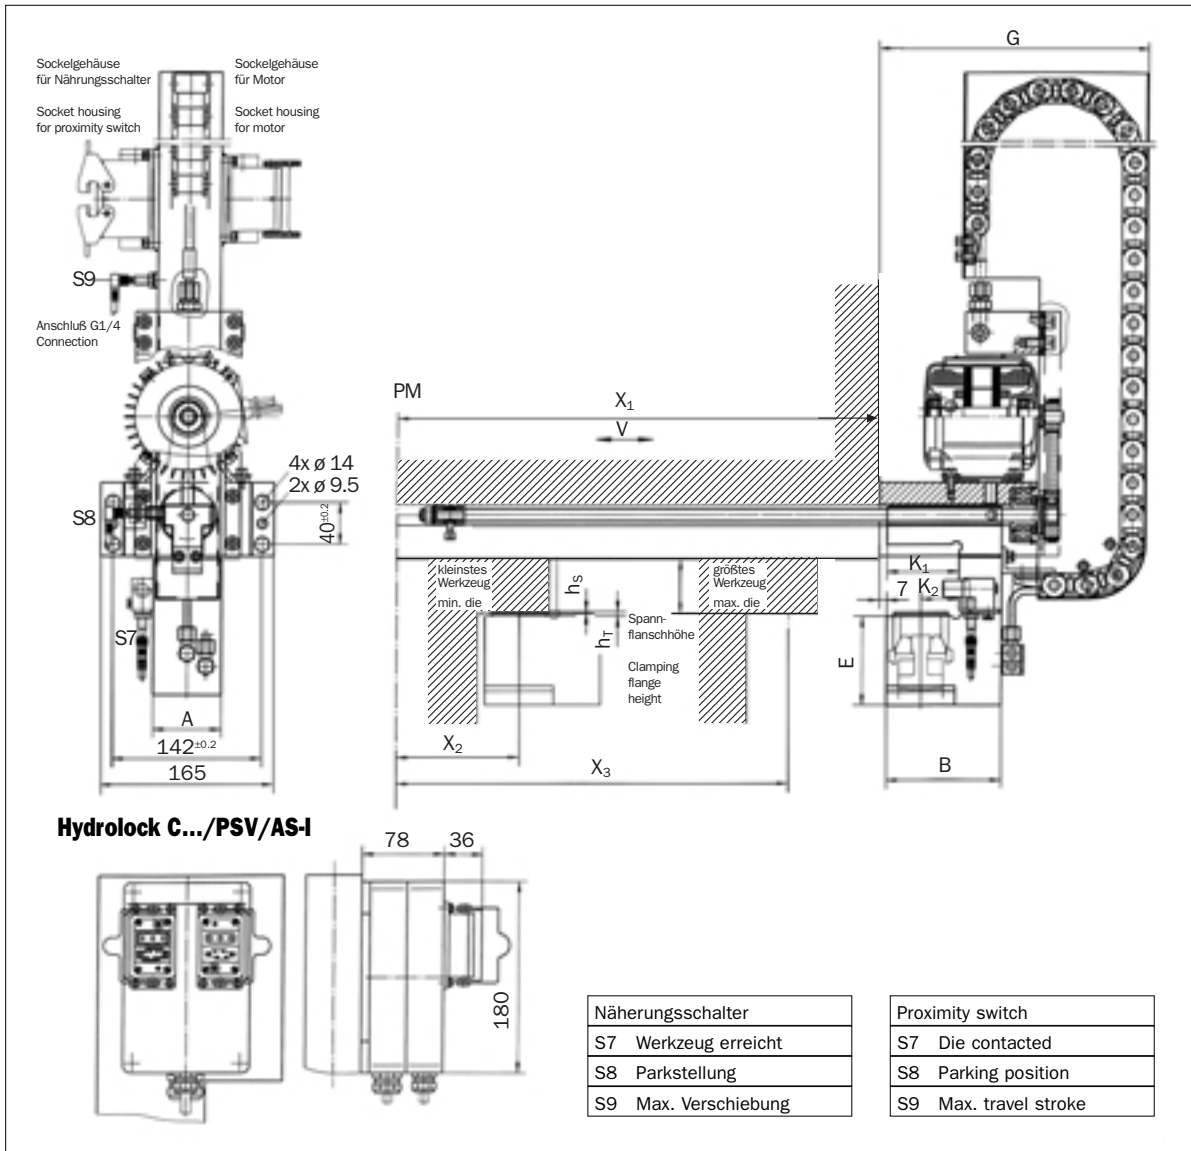 Sockelgehäuse
für Nährungsschalter
Sockelgehäuse
für Motor
Socket housing
for proximity switch
Socket housing
for motor
G
S9
Anschluß G1/4
Connection
PM
X₁
V
4x ø 14
2x ø 9.5
40±0.2
S8
S7
kleinstes
Werkzeug
min. die
hS
hT
größtes
Werkzeug
max. die
Spann-
flanschhöhe
Clamping
flange
height
K₁
7
K₂
E
A
142±0.2
165
X₂
X₃
B
Hydrolock C.../PSV/AS-I
78
36
180
Näherungsschalter
S7 Werkzeug erreicht
S8 Parkstellung
S9 Max. Verschiebung
Proximity switch
S7 Die contacted
S8 Parking position
S9 Max. travel stroke